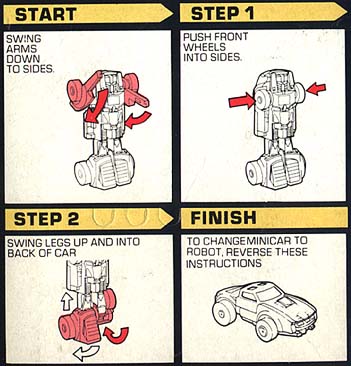 START
SWING
ARMS
DOWN
TO SIDES.
STEP 1
PUSH FRONT
WHEELS
INTO SIDES.
STEP 2
SWING LEGS UP AND INTO
BACK OF CAR
FINISH
TO CHANGEMINICAR TO
ROBOT, REVERSE THESE
INSTRUCTIONS